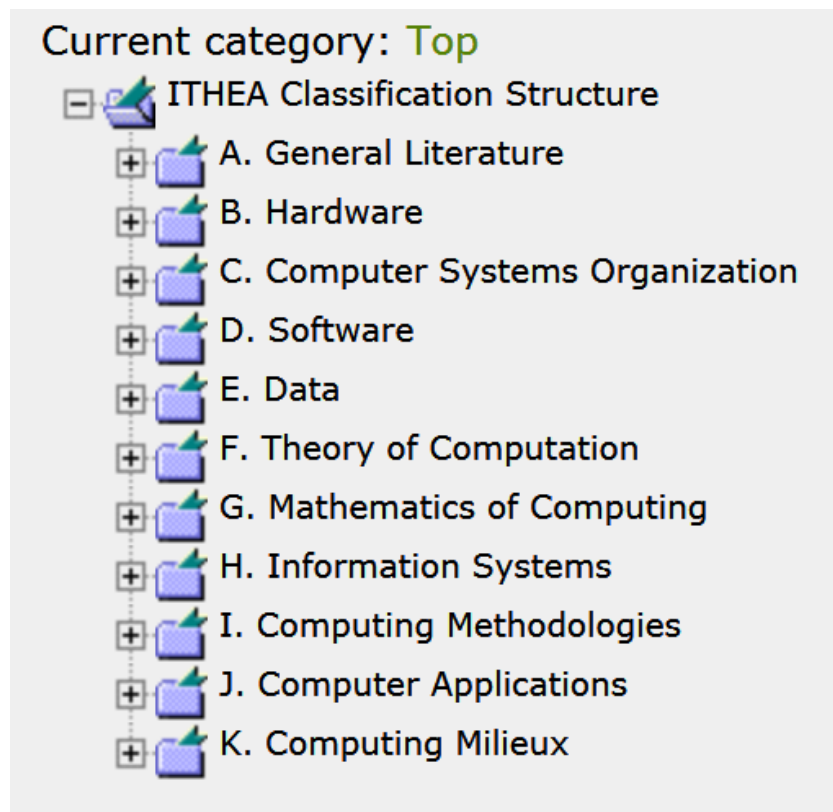 Current category: Top
ITHEA Classification Structure
A. General Literature
B. Hardware
C. Computer Systems Organization
D. Software
E. Data
F. Theory of Computation
G. Mathematics of Computing
H. Information Systems
I. Computing Methodologies
J. Computer Applications
K. Computing Milieux